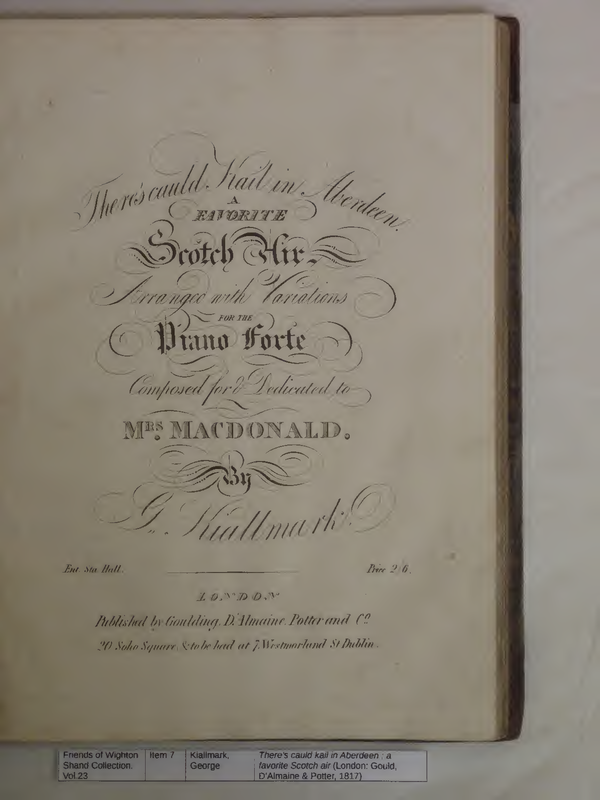 There's cauld Kail in Aberdeen.
A
FAVORITE
Scotch Air.
Arranged with Variations
FOR THE
Piano Forte
Composed for & Dedicated to
MRS. MACDONALD.
By
G. Kiallmark.
Ent. Sta. Hall.
Price 2/6.
LONDON
Published by Goulding, D'Almaine, Potter and Co.
20 Soho Square, & to be had at 7 Westmorland St Dublin.
Friends of Wighton Shand Collection. Vol.23
Item 7
Kiallmark, George
There's cauld kail in Aberdeen : a
favorite Scotch air (London: Gould,
D'Almaine & Potter, 1817)